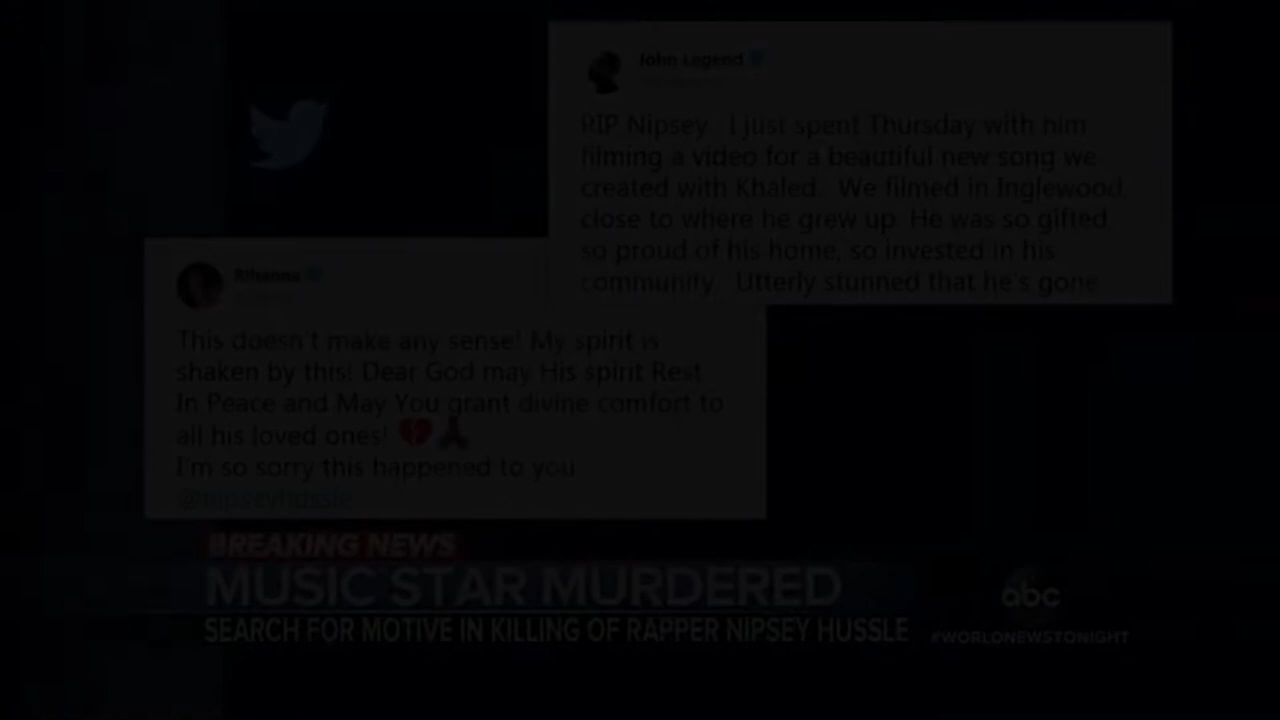 John Legend
RIP Nipsey. I just spent Thursday with him
filming a video for a beautiful new song we
created with Khaled. We filmed in Inglewood,
close to where he grew up. He was so gifted,
so proud of his home, so invested in his
community. Utterly stunned that he's gone
Rihanna
This doesn't make any sense! My spirit is
shaken by this! Dear God may His spirit Rest
In Peace and May You grant divine comfort to
all his loved ones!
I'm so sorry this happened to you
@nipseyhussle
BREAKING NEWS
MUSIC STAR MURDERED
SEARCH FOR MOTIVE IN KILLING OF RAPPER NIPSEY HUSSLE
abc
#WORLDNEWSTONIGHT